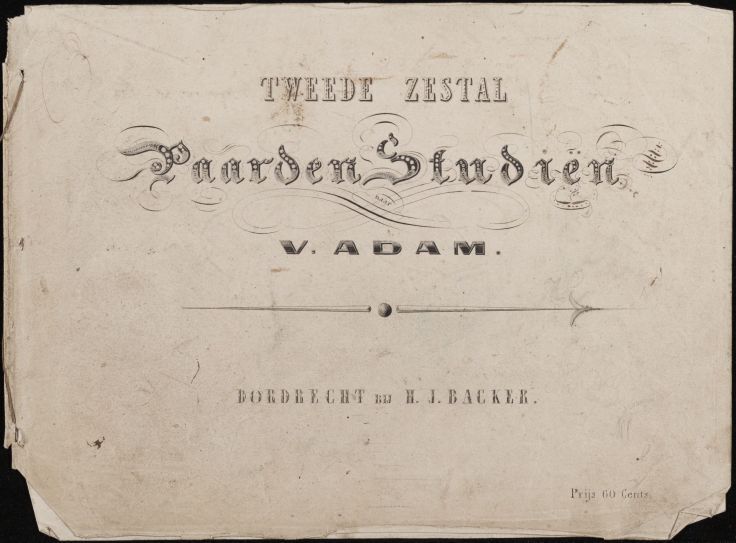 TWEEDE ZESTAL
Paarden Studiën
naar
V. ADAM.
DORDRECHT BIJ H. J. BACKER.
Prijs 60 Cents.